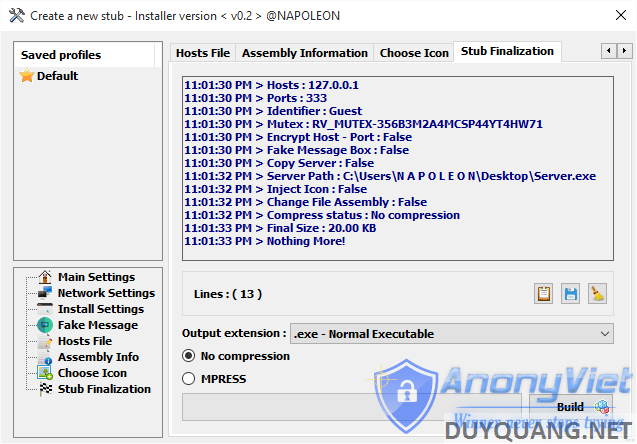 Create a new stub - Installer version < v0.2 > @NAPOLEON
Saved profiles
Default
Main Settings
Network Settings
Install Settings
Fake Message
Hosts File
Assembly Info
Choose Icon
Stub Finalization
Hosts File Assembly Information Choose Icon Stub Finalization
11:01:30 PM > Hosts : 127.0.0.1
11:01:30 PM > Ports : 333
11:01:30 PM > Identifier : Guest
11:01:30 PM > Mutex : RV_MUTEX-356B3M2A4MCSP44YT4HW71
11:01:30 PM > Encrypt Host - Port : False
11:01:30 PM > Fake Message Box : False
11:01:30 PM > Copy Server : False
11:01:32 PM > Server Path : C:\Users\N A P O L E O N\Desktop\Server.exe
11:01:32 PM > Inject Icon : False
11:01:32 PM > Change File Assembly : False
11:01:32 PM > Compress status : No compression
11:01:33 PM > Final Size : 20.00 KB
11:01:33 PM > Nothing More!
Lines : ( 13 )
Output extension : .exe - Normal Executable
No compression
MPRESS
Build
AnonyViet
Winner never stops trying
DUYQUANG.NET